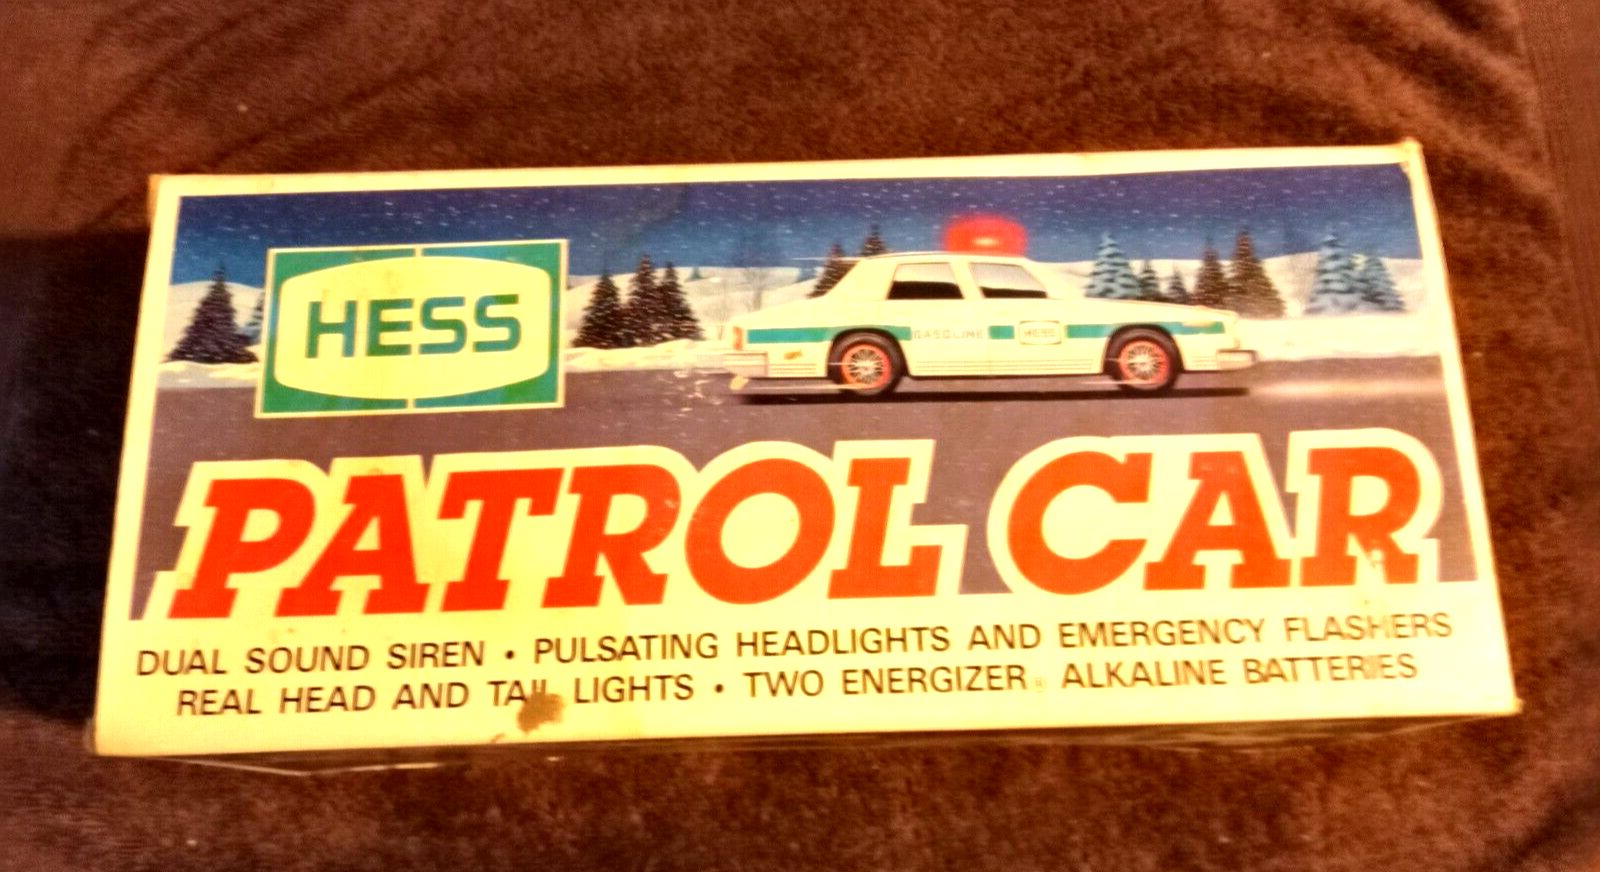 HESS
GASOLINE HESS
PATROL CAR
DUAL SOUND SIREN • PULSATING HEADLIGHTS AND EMERGENCY FLASHERS
REAL HEAD AND TAIL LIGHTS • TWO ENERGIZER® ALKALINE BATTERIES